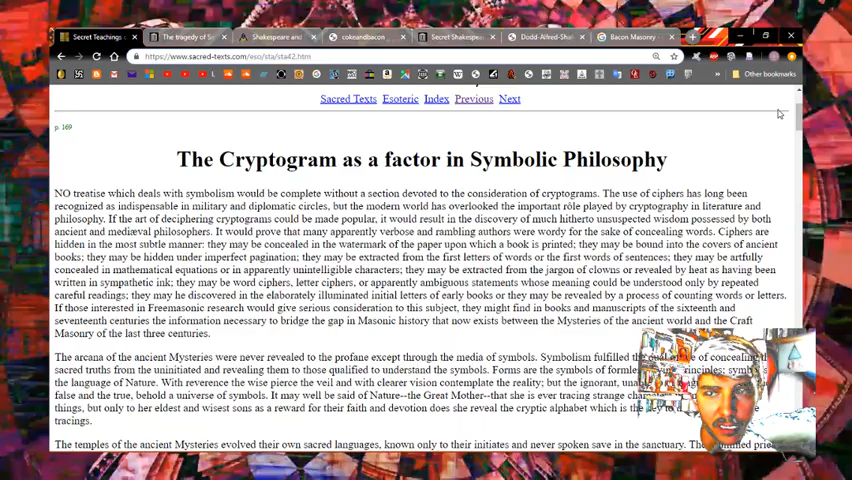 Secret Teachings
The tragedy of S
Shakespeare and
cokeandbacon
Secret Shakespe
Dodd-Alfred-Sha
Bacon Masonry
https://www.sacred-texts.com/eso/sta/sta42.htm
Other bookmarks
Sacred Texts Esoteric Index Previous Next
p. 169
The Cryptogram as a factor in Symbolic Philosophy
NO treatise which deals with symbolism would be complete without a section devoted to the consideration of cryptograms. The use of ciphers has long been
recognized as indispensable in military and diplomatic circles, but the modern world has overlooked the important rôle played by cryptography in literature and
philosophy. If the art of deciphering cryptograms could be made popular, it would result in the discovery of much hitherto unsuspected wisdom possessed by both
ancient and mediæval philosophers. It would prove that many apparently verbose and rambling authors were wordy for the sake of concealing words. Ciphers are
hidden in the most subtle manner: they may be concealed in the watermark of the paper upon which a book is printed; they may be bound into the covers of ancient
books; they may be hidden under imperfect pagination; they may be extracted from the first letters of words or the first words of sentences; they may be artfully
concealed in mathematical equations or in apparently unintelligible characters; they may be extracted from the jargon of clowns or revealed by heat as having been
written in sympathetic ink; they may be word ciphers, letter ciphers, or apparently ambiguous statements whose meaning could be understood only by repeated
careful readings; they may he discovered in the elaborately illuminated initial letters of early books or they may be revealed by a process of counting words or letters.
If those interested in Freemasonic research would give serious consideration to this subject, they might find in books and manuscripts of the sixteenth and
seventeenth centuries the information necessary to bridge the gap in Masonic history that now exists between the Mysteries of the ancient world and the Craft
Masonry of the last three centuries.
The arcana of the ancient Mysteries were never revealed to the profane except through the media of symbols. Symbolism fulfilled the dual of concealing th
sacred truths from the uninitiated and revealing them to those qualified to understand the symbols. Forms are the symbols of formle principles; symb
the language of Nature. With reverence the wise pierce the veil and with clearer vision contemplate the reality; but the ignorant, una
false and the true, behold a universe of symbols. It may well be said of Nature--the Great Mother--that she is ever tracing strange chara
things, but only to her eldest and wisest sons as a reward for their faith and devotion does she reveal the cryptic alphabet which is the key to
tracings.
The temples of the ancient Mysteries evolved their own sacred languages, known only to their initiates and never spoken save in the sanctuary. The